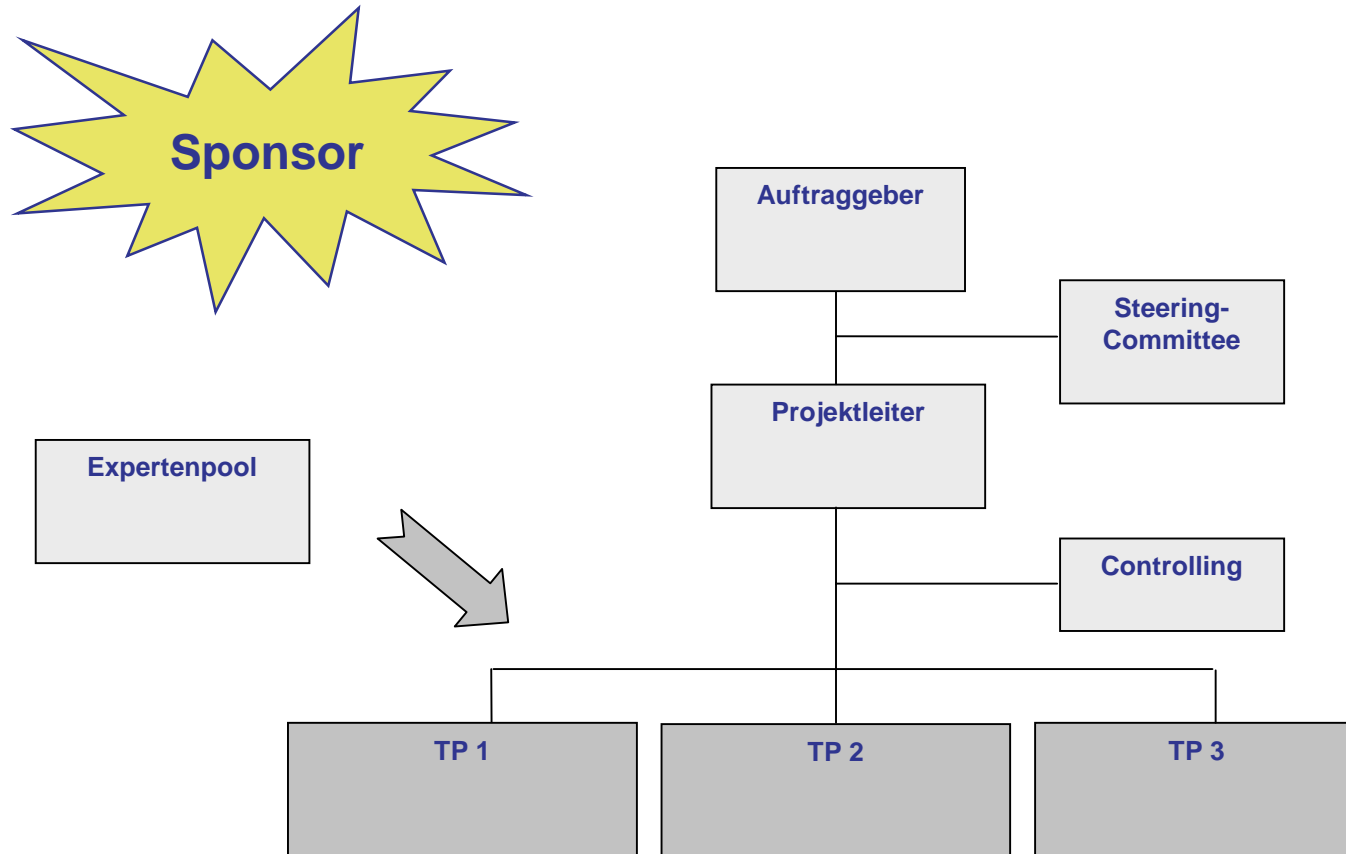 Sponsor
Auftraggeber
Steering-
Committee
Projektleiter
Expertenpool
Controlling
TP 1
TP 2
TP 3